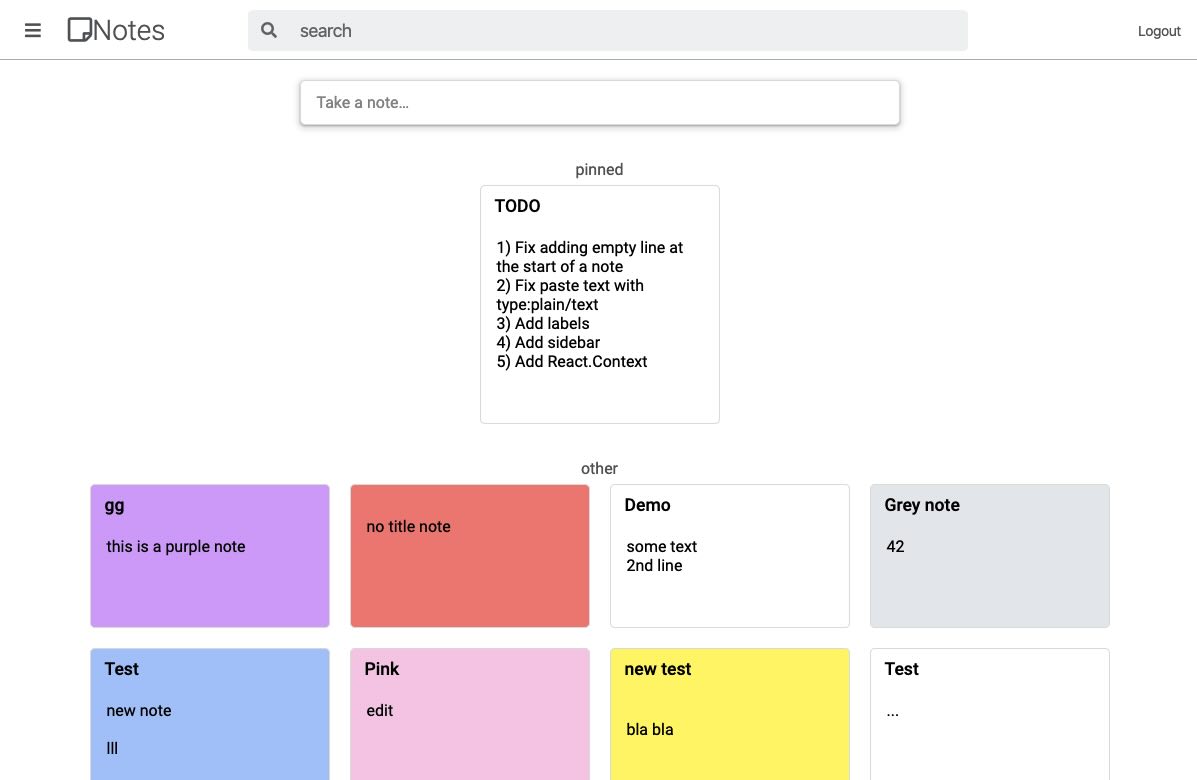 Notes
search
Logout
Take a note...
pinned
TODO
1) Fix adding empty line at
the start of a note
2) Fix paste text with
type:plain/text
3) Add labels
4) Add sidebar
5) Add React.Context
other
gg
this is a purple note
no title note
Demo
some text
2nd line
Grey note
42
Test
new note
lll
Pink
edit
new test
bla bla
Test
...